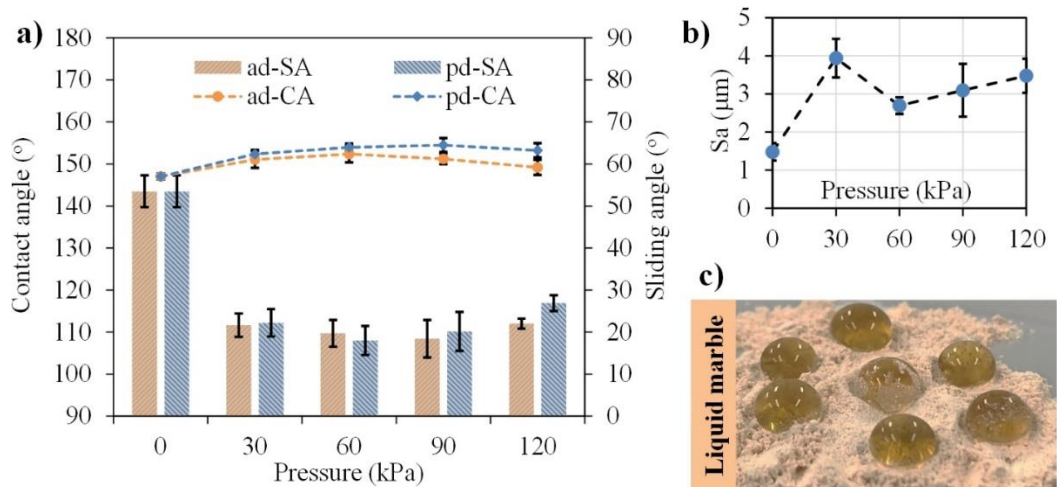 a)
180
170
160
150
140
130
120
110
100
90
Contact angle (°)
ad-SA
pd-SA
ad-CA
pd-CA
90
80
70
60
50
40
30
20
10
0
Sliding angle (°)
0 30 60 90 120
Pressure (kPa)
b)
5
4
3
2
1
Sa (μm)
Pressure (kPa)
0 30 60 90 120
c)
Liquid marble